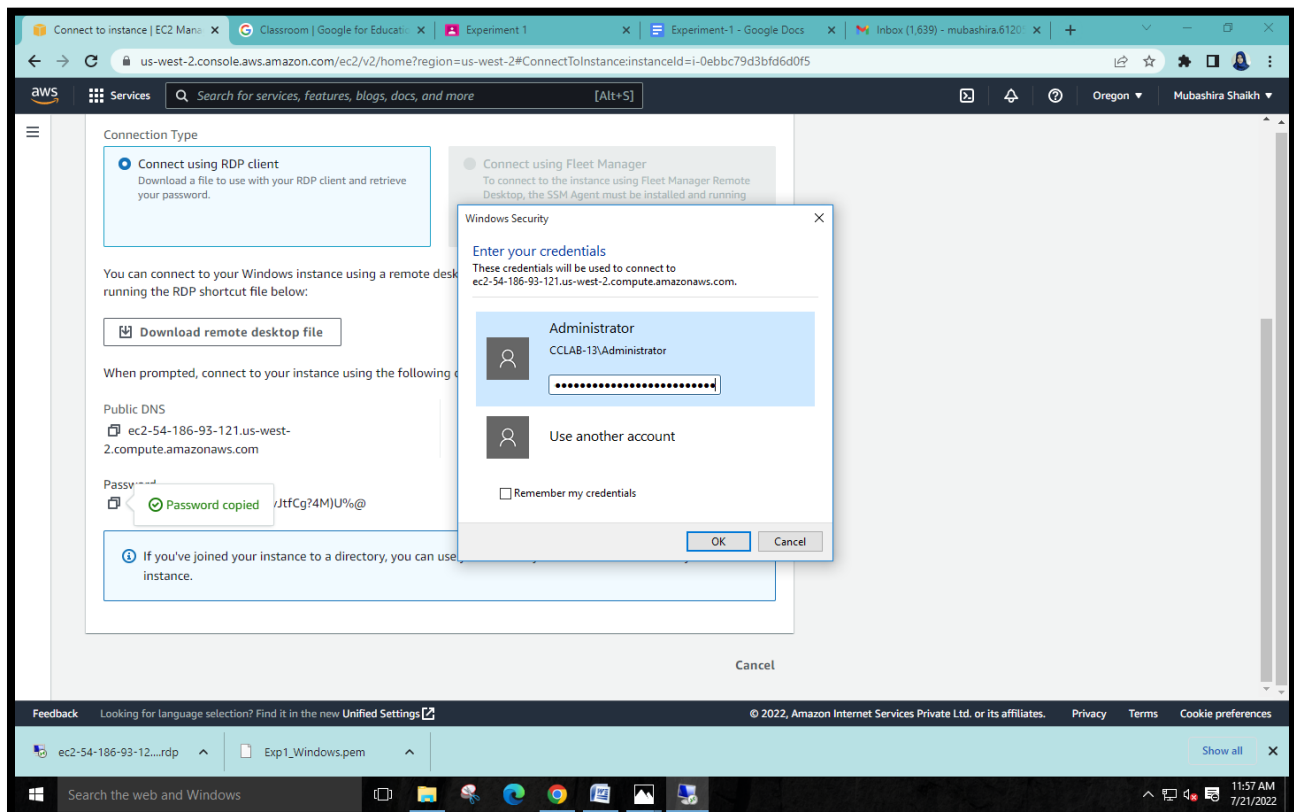 Connect to instance | EC2 Mana
Classroom | Google for Educatio
Experiment 1
Experiment-1 - Google Docs
Inbox (1,639) - mubashira.6120
us-west-2.console.aws.amazon.com/ec2/v2/home?region=us-west-2#ConnectToInstance:instanceId=i-0ebbc79d3bfd6d0f5
aws
Services
Search for services, features, blogs, docs, and more
[Alt+S]
Oregon
Mubashira Shaikh
Connection Type
Connect using RDP client
Download a file to use with your RDP client and retrieve
your password.
Connect using Fleet Manager
To connect to the instance using Fleet Manager Remote
Desktop, the SSM Agent must be installed and running
You can connect to your Windows instance using a remote desk
running the RDP shortcut file below:
Download remote desktop file
When prompted, connect to your instance using the following
Public DNS
ec2-54-186-93-121.us-west-
2.compute.amazonaws.com
Password copied
JtfCg?4M)U%@
If you've joined your instance to a directory, you can use
instance.
Windows Security
Enter your credentials
These credentials will be used to connect to
ec2-54-186-93-121.us-west-2.compute.amazonaws.com.
Administrator
CCLAB-13\Administrator
Use another account
Remember my credentials
OK
Cancel
Cancel
Feedback
Looking for language selection? Find it in the new Unified Settings
© 2022, Amazon Internet Services Private Ltd. or its affiliates.
Privacy
Terms
Cookie preferences
ec2-54-186-93-12....rdp
Exp1_Windows.pem
Show all
Search the web and Windows
11:57 AM
7/21/2022